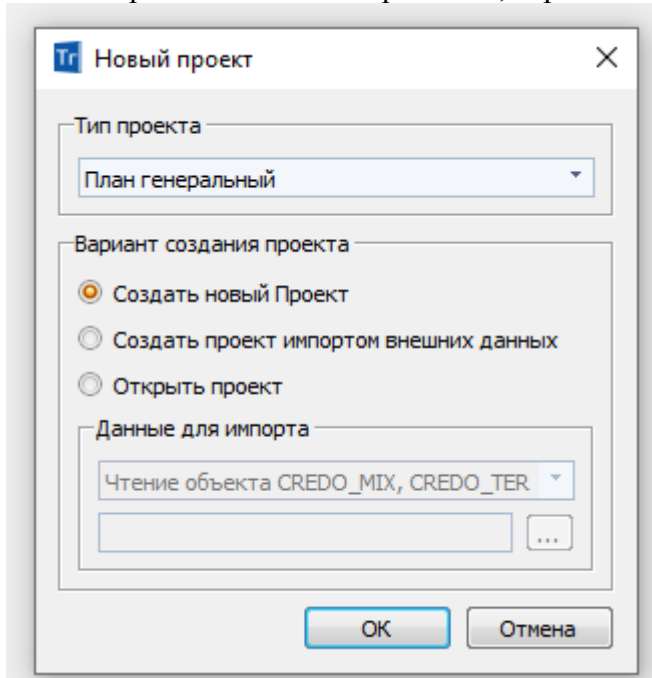 Tr Новый проект
Тип проекта
План генеральный
Вариант создания проекта
Создать новый Проект
Создать проект импортом внешних данных
Открыть проект
Данные для импорта
Чтение объекта CREDO_MIX, CREDO_TER
...
ОК Отмена